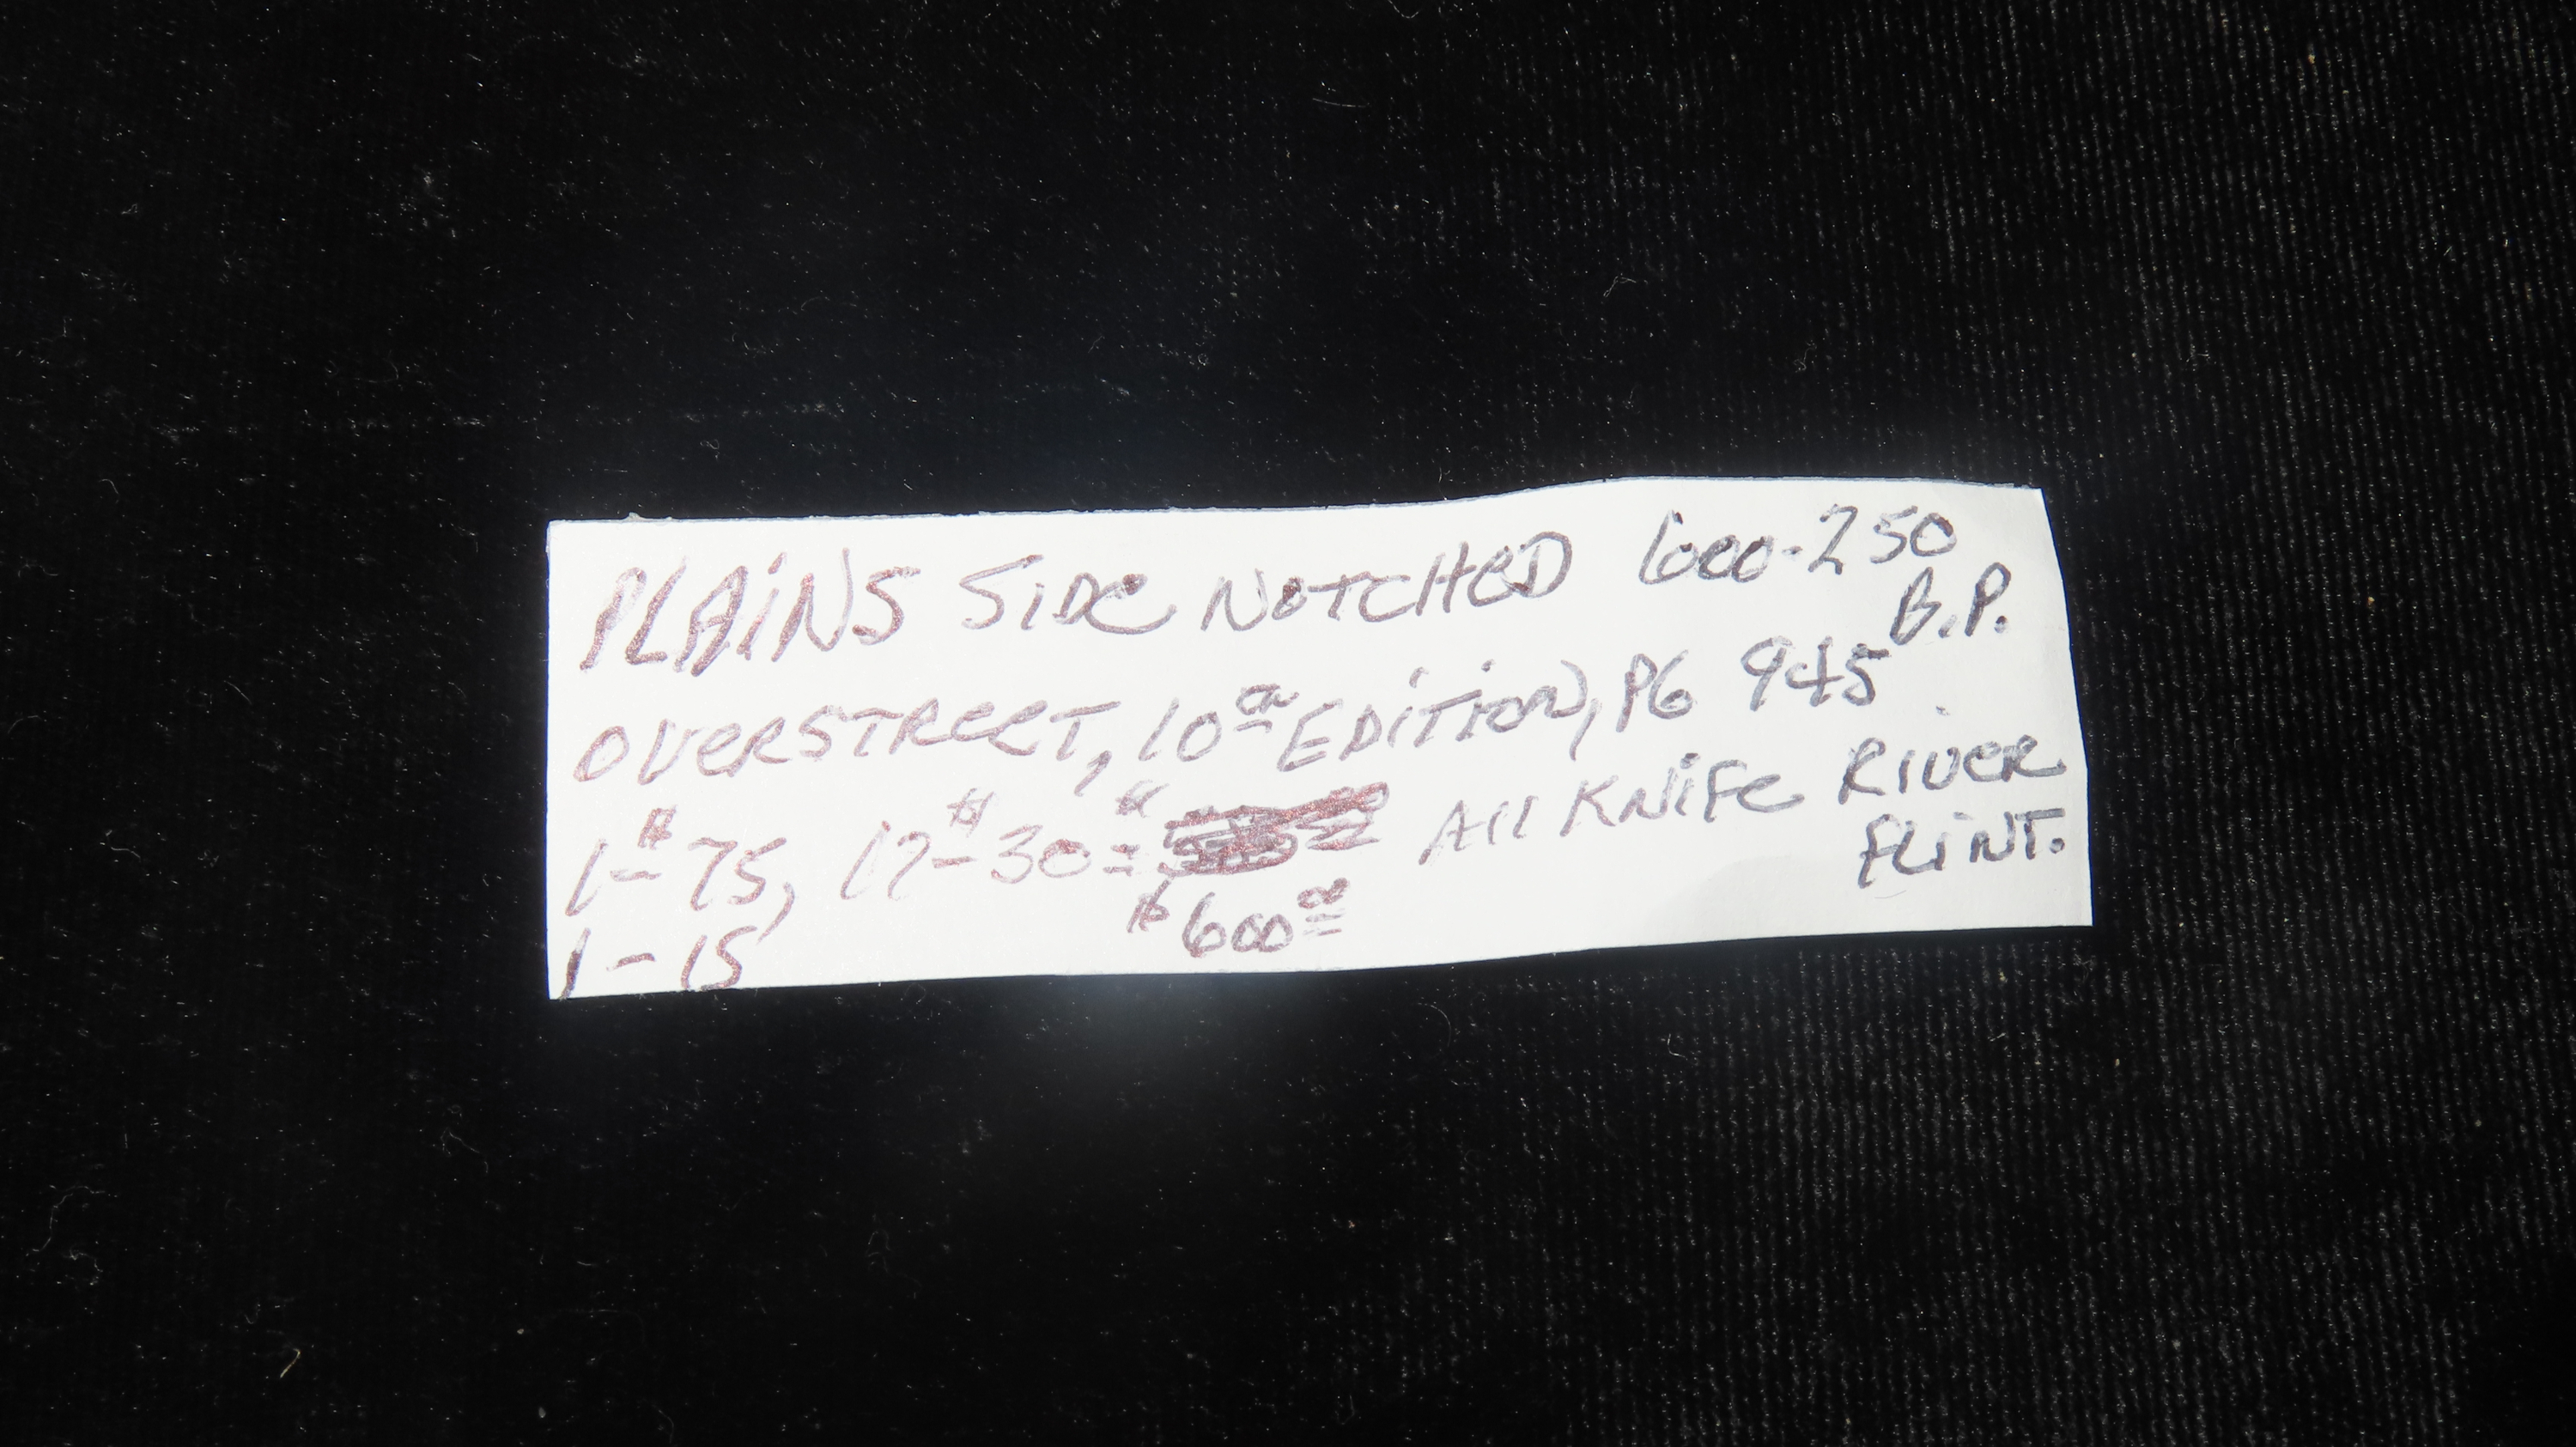 PLAiNS SiDe NOTCHeD 1000-250
B.P.
OVeRSTReeT, 10th EDiTiON, PG 945
1-$75, 17-$30=$ All KNiFe RiVeR
FLiNT.
1-15 $600.00